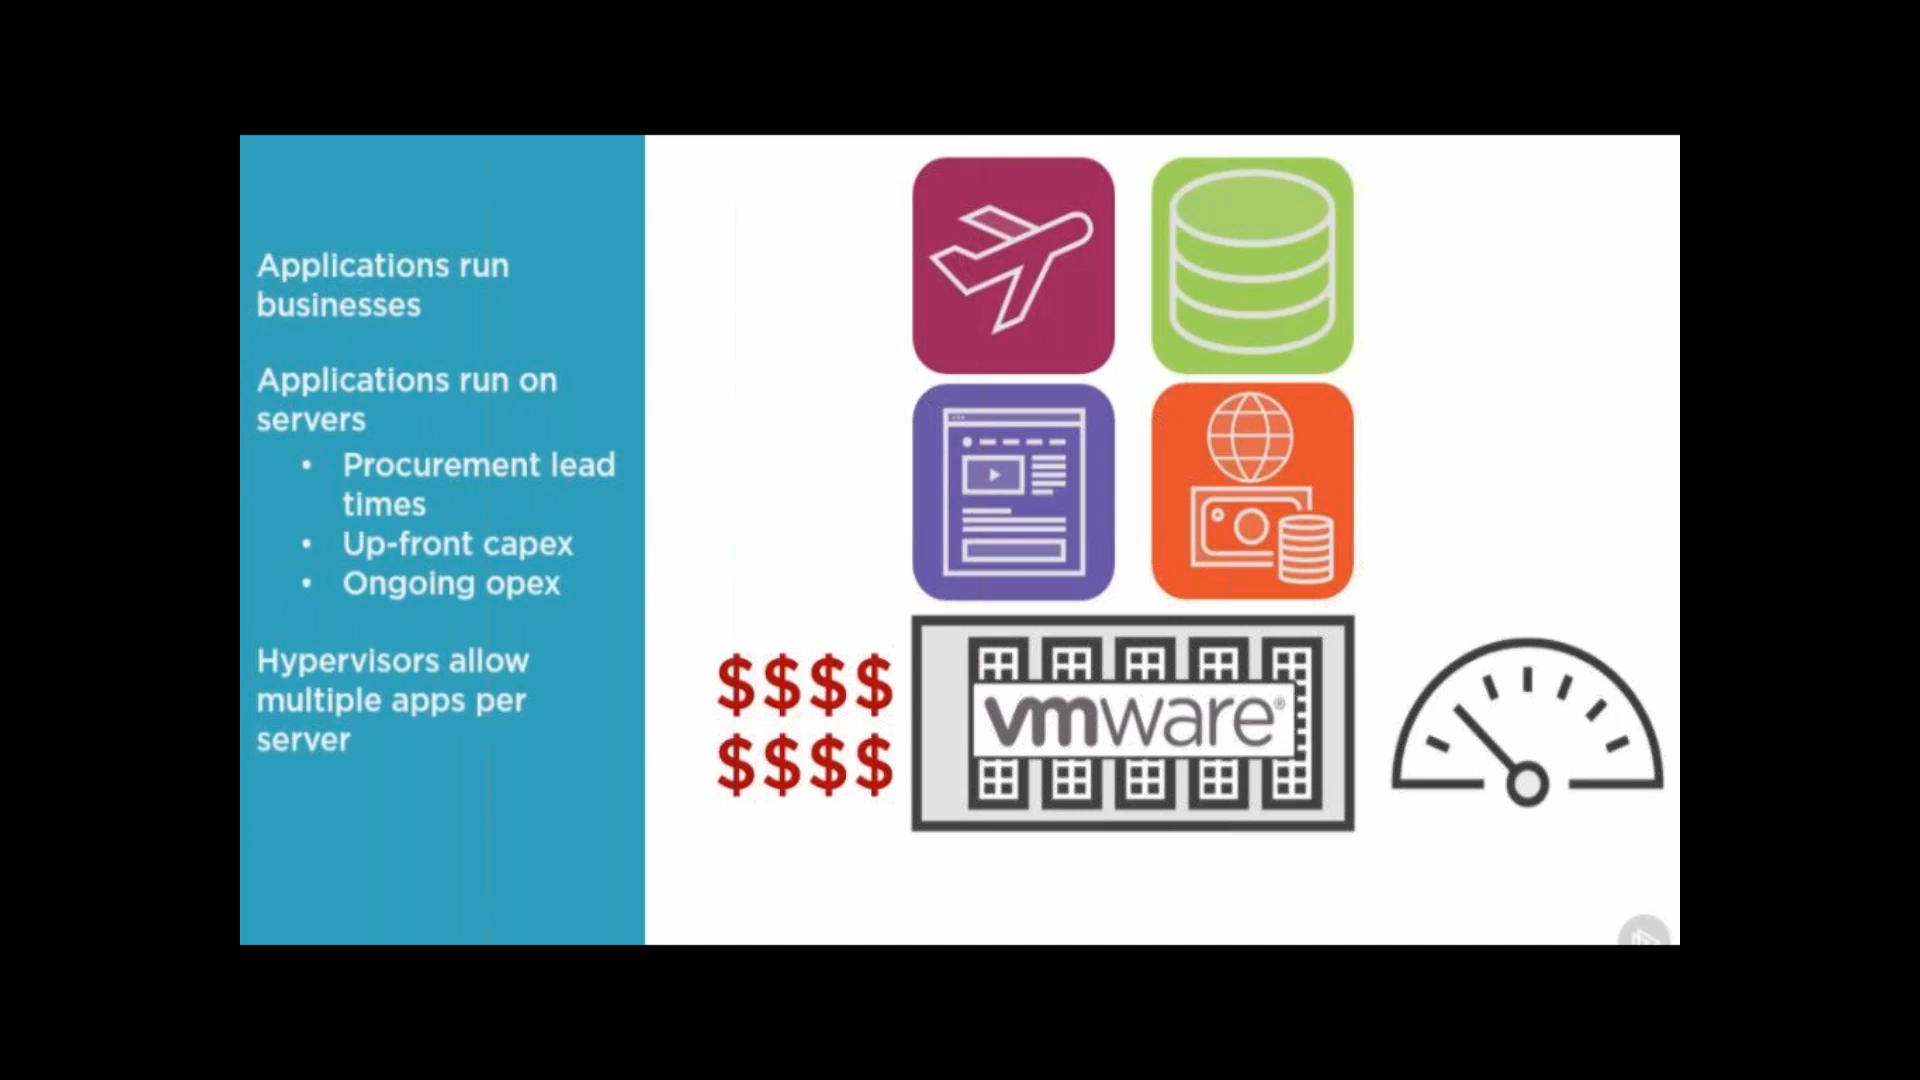 Applications run
businesses
Applications run on
servers
• Procurement lead
times
• Up-front capex
• Ongoing opex
Hypervisors allow
multiple apps per
server
$$$$
$$$$
vmware®